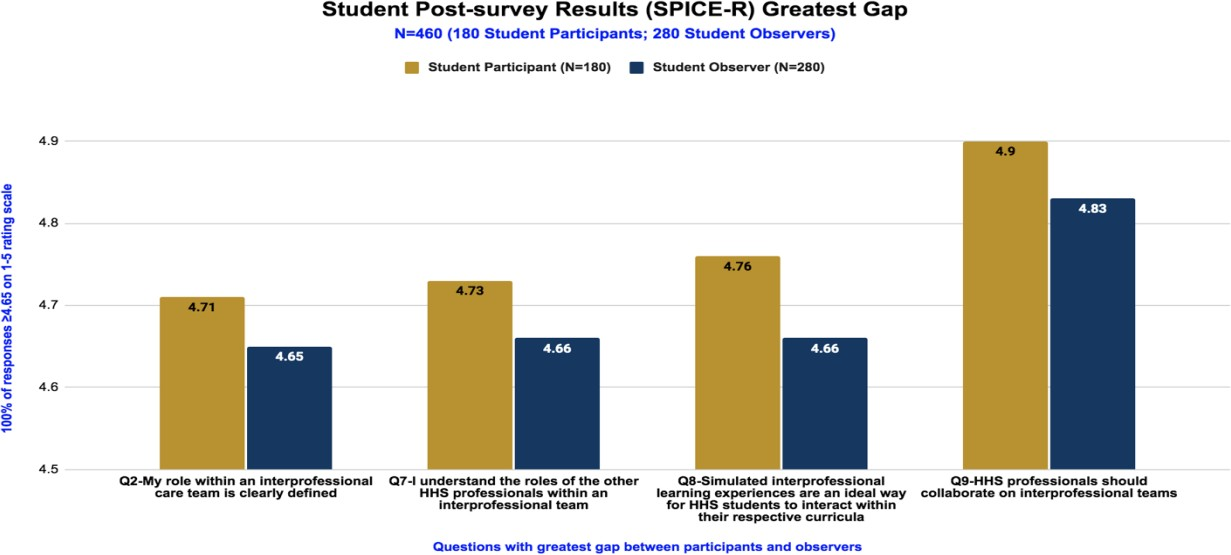 Student Post-survey Results (SPICE-R) Greatest Gap
N=460 (180 Student Participants; 280 Student Observers)
Student Participant (N=180)
Student Observer (N=280)
100% of responses ≥4.65 on 1-5 rating scale
4.9
4.8
4.7
4.6
4.5
4.71
4.65
4.73
4.66
4.76
4.66
4.9
4.83
Q2-My role within an interprofessional
care team is clearly defined
Q7-I understand the roles of the other
HHS professionals within an
interprofessional team
Q8-Simulated interprofessional
learning experiences are an ideal way
for HHS students to interact within
their respective curricula
Q9-HHS professionals should
collaborate on interprofessional teams
Questions with greatest gap between participants and observers